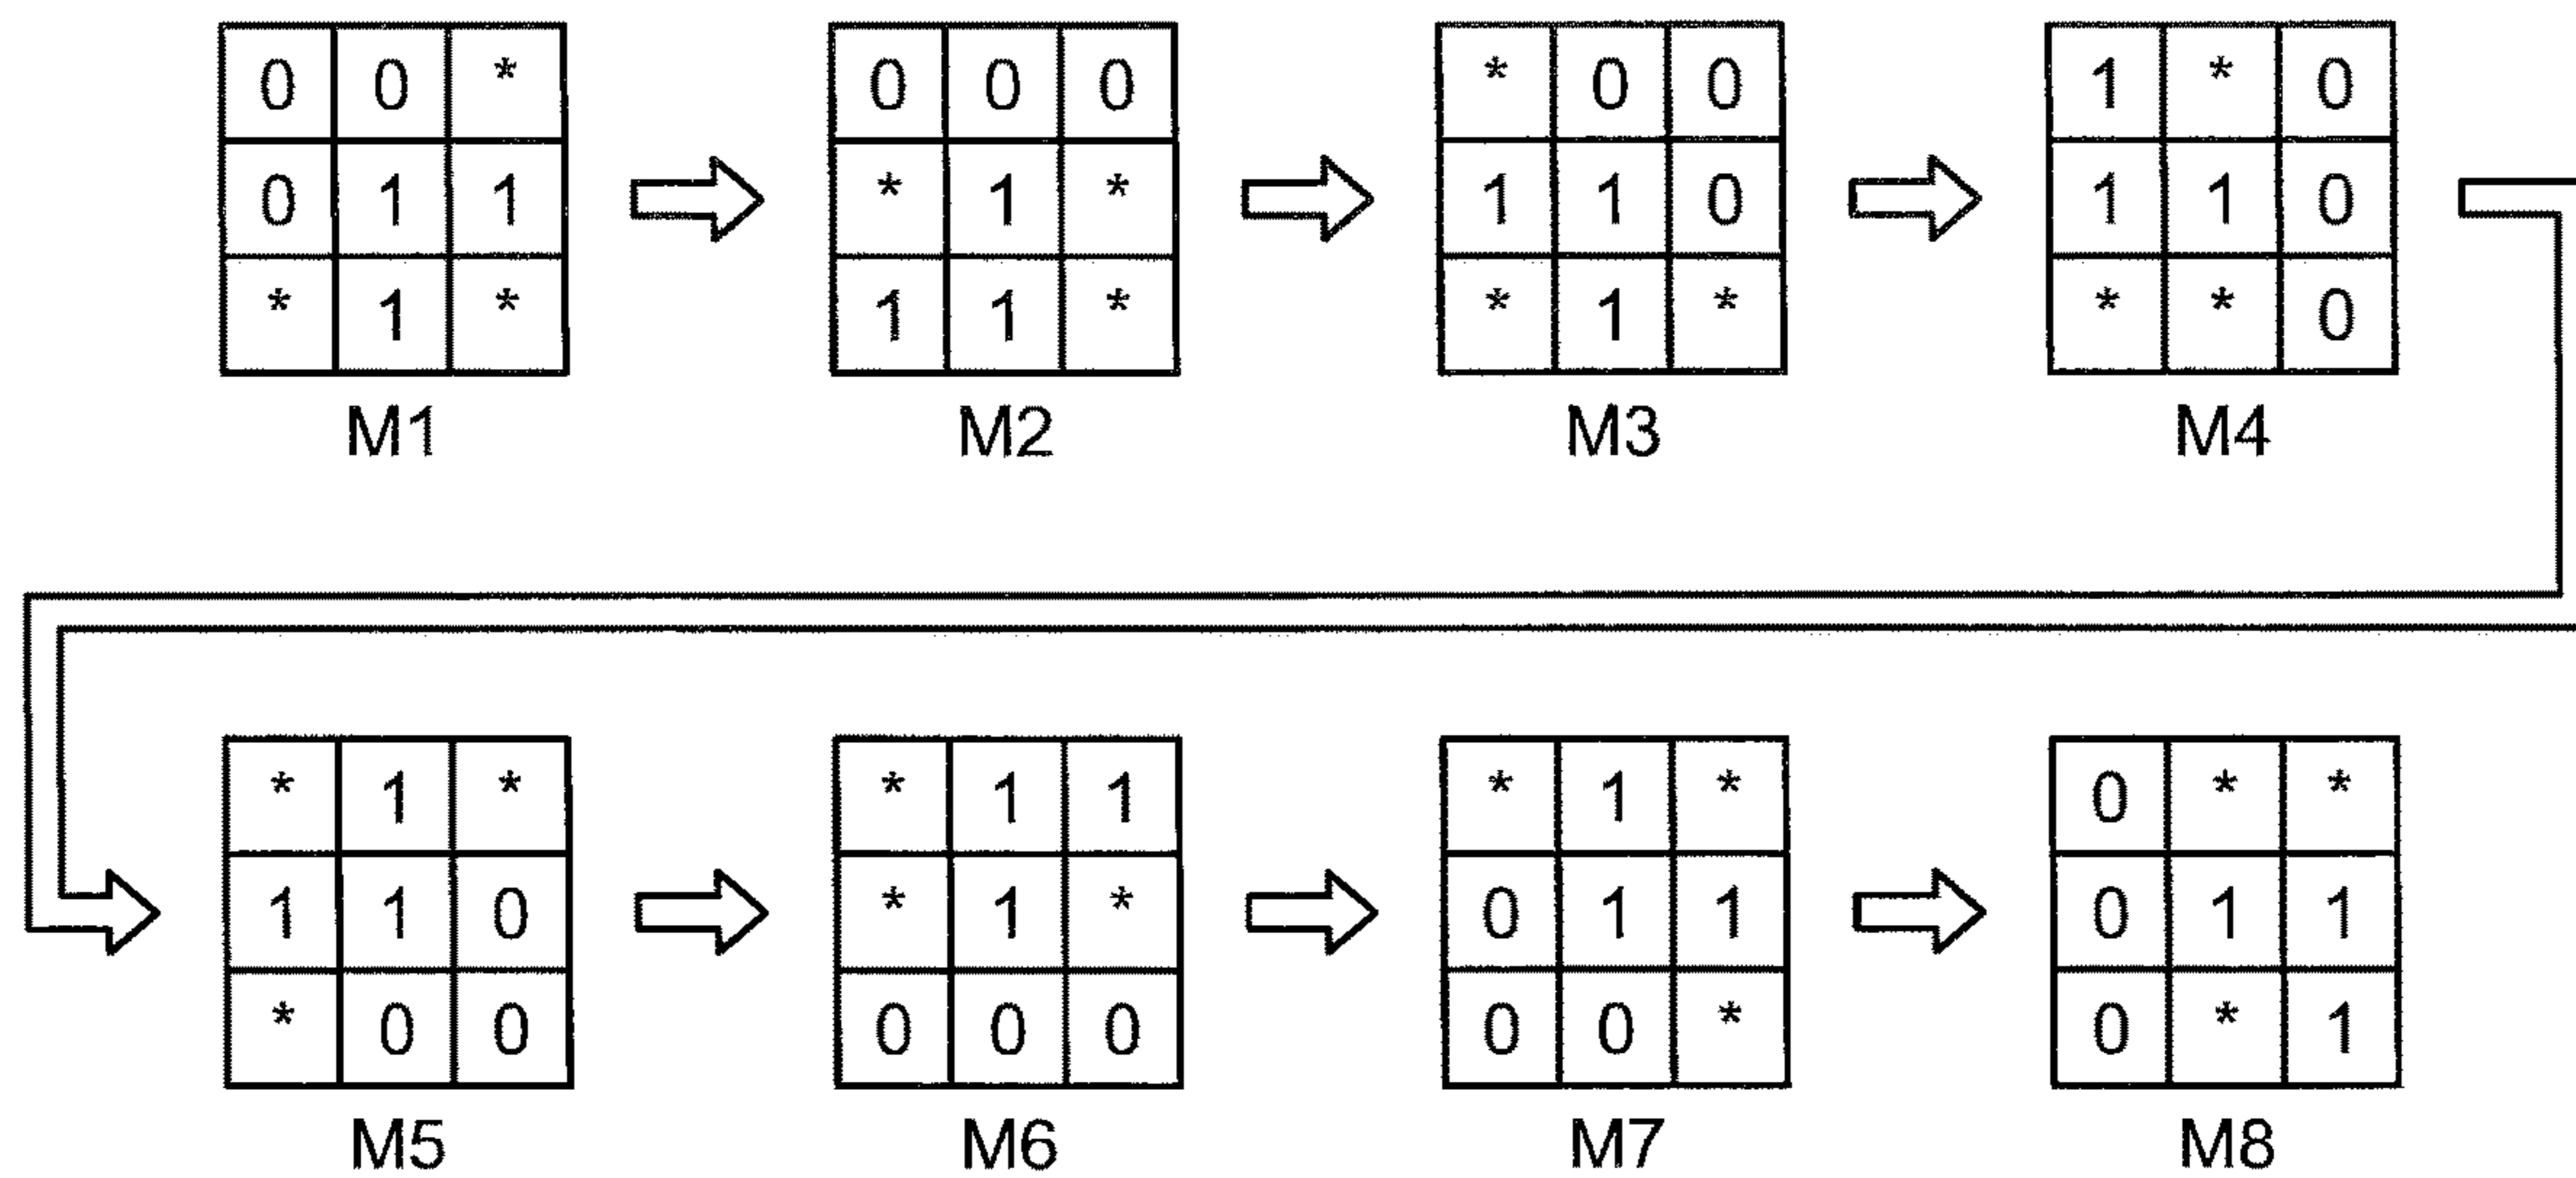 0 0 * 0 0 0 * 0 0 1 * 0
0 1 1 * 1 * 1 1 0 1 1 0
* 1 * 1 1 * * 1 * * * 0
M1 M2 M3 M4
* 1 * * 1 1 * 1 * 0 * *
1 1 0 * 1 * 0 1 1 0 1 1
* 0 0 0 0 0 0 0 * 0 * 1
M5 M6 M7 M8